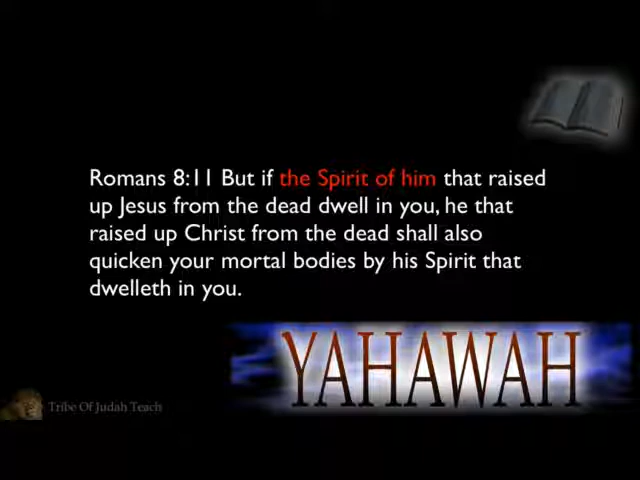 Romans 8:11 But if the Spirit of him that raised
up Jesus from the dead dwell in you, he that
raised up Christ from the dead shall also
quicken your mortal bodies by his Spirit that
dwelleth in you.
YAHAWAH
Tribe Of Judah Teach